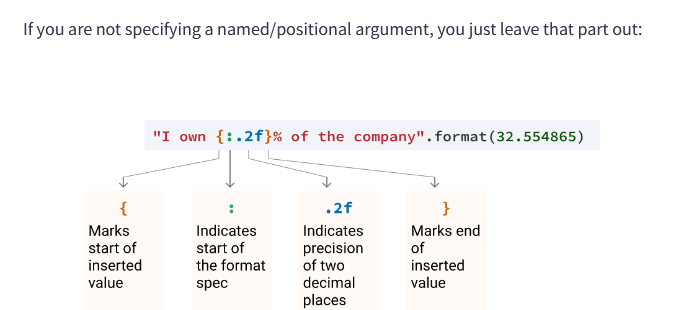 If you are not specifying a named/positional argument, you just leave that part out:
"I own {:.2f}% of the company".format(32.554865)
{
Marks
start of
inserted
value
:
Indicates
start of
the format
spec
.2f
Indicates
precision
of two
decimal
places
}
Marks end
of
inserted
value